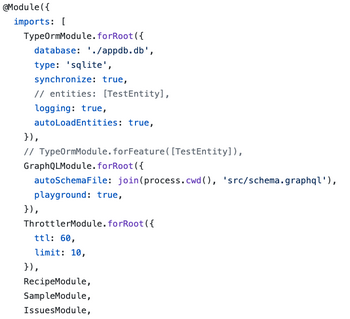 @Module({
  imports: [
    TypeOrmModule.forRoot({
      database: './appdb.db',
      type: 'sqlite',
      synchronize: true,
      // entities: [TestEntity],
      logging: true,
      autoLoadEntities: true,
    }),
    // TypeOrmModule.forFeature([TestEntity]),
    GraphQLModule.forRoot({
      autoSchemaFile: join(process.cwd(), 'src/schema.graphql'),
      playground: true,
    }),
    ThrottlerModule.forRoot({
      ttl: 60,
      limit: 10,
    }),
    RecipeModule,
    SampleModule,
    IssuesModule,